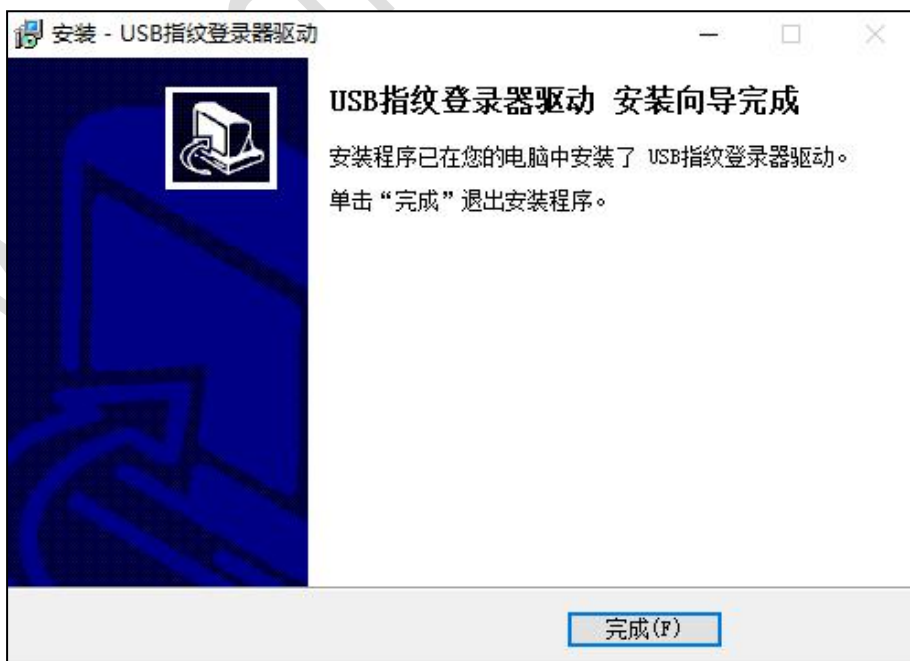 安装 - USB指纹登录器驱动
USB指纹登录器驱动 安装向导完成
安装程序已在您的电脑中安装了 USB指纹登录器驱动。
单击“完成”退出安装程序。
完成(F)